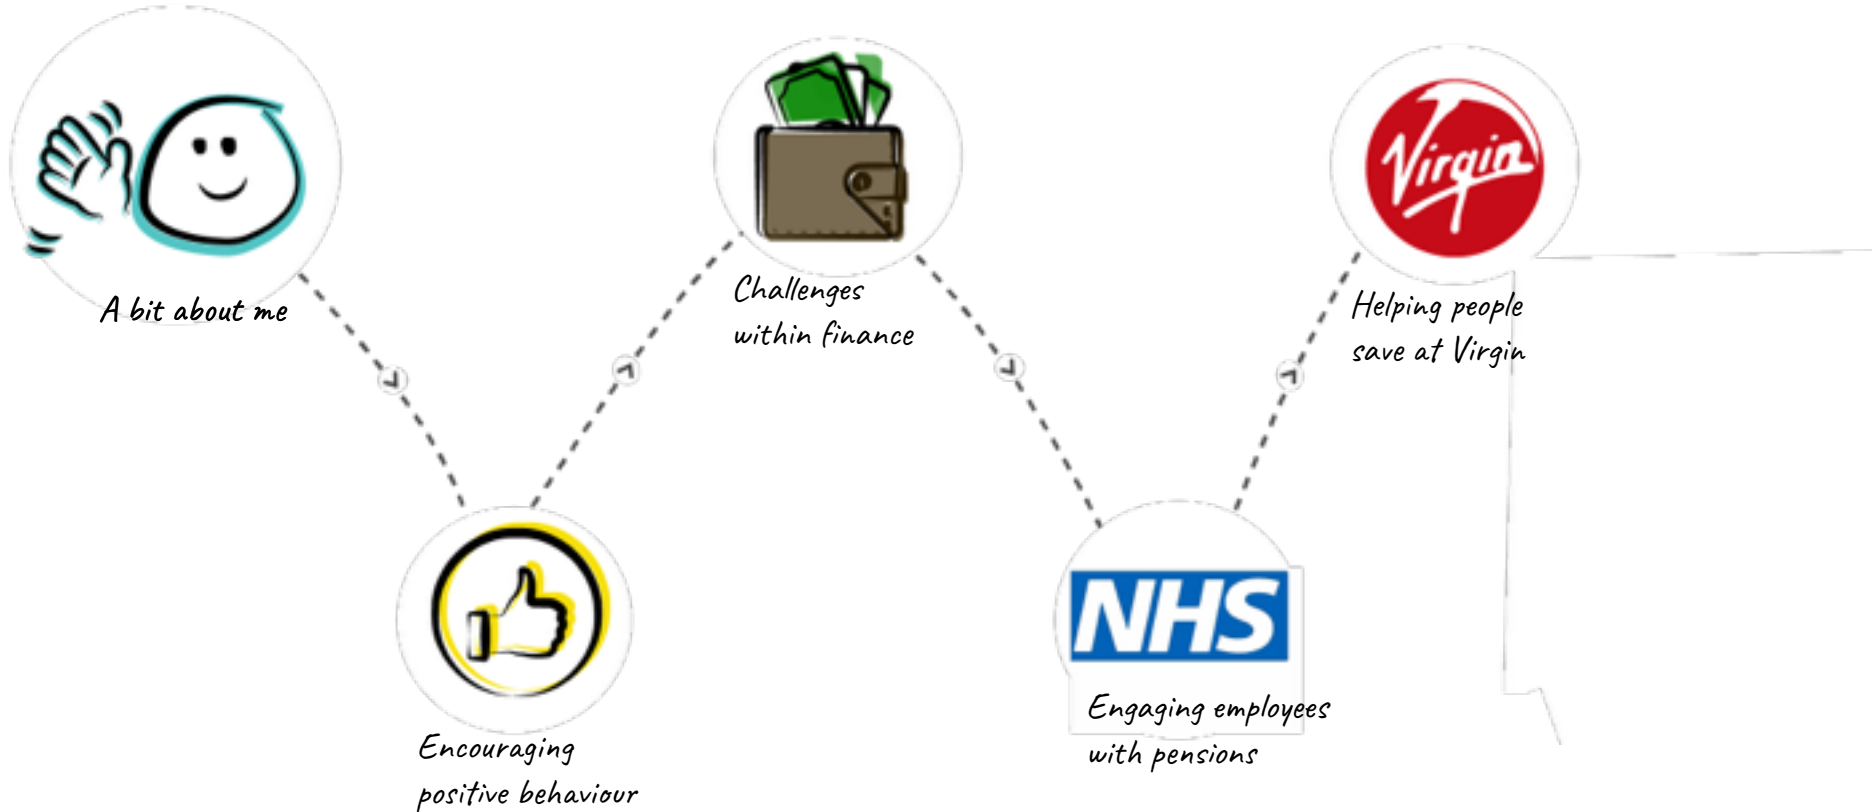 A bit about me
Encouraging
positive behaviour
Challenges
within finance
NHS
Engaging employees
with pensions
Virgin
Helping people
save at Virgin